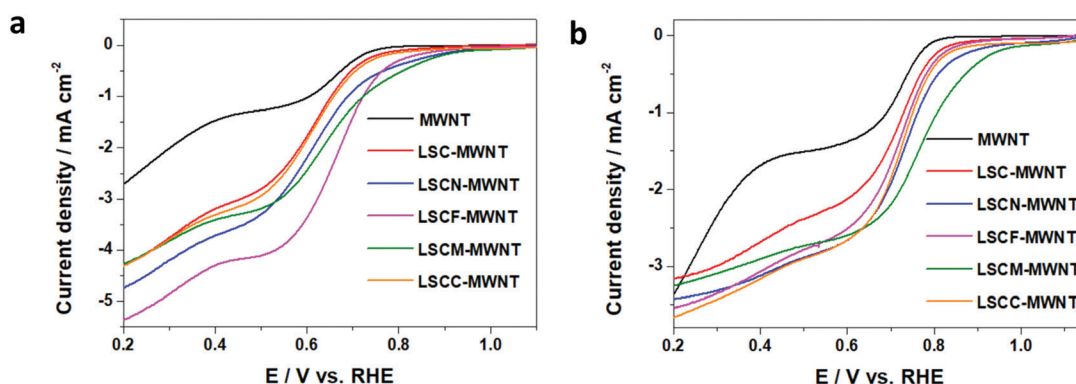 a
Current density / mA cm⁻²
0
-1
-2
-3
-4
-5
0.2 0.4 0.6 0.8 1.0
E / V vs. RHE
MWNT
LSC-MWNT
LSCN-MWNT
LSCF-MWNT
LSCM-MWNT
LSCC-MWNT
b
Current density / mA cm⁻²
0
-1
-2
-3
0.2 0.4 0.6 0.8 1.0
E / V vs. RHE
MWNT
LSC-MWNT
LSCN-MWNT
LSCF-MWNT
LSCM-MWNT
LSCC-MWNT